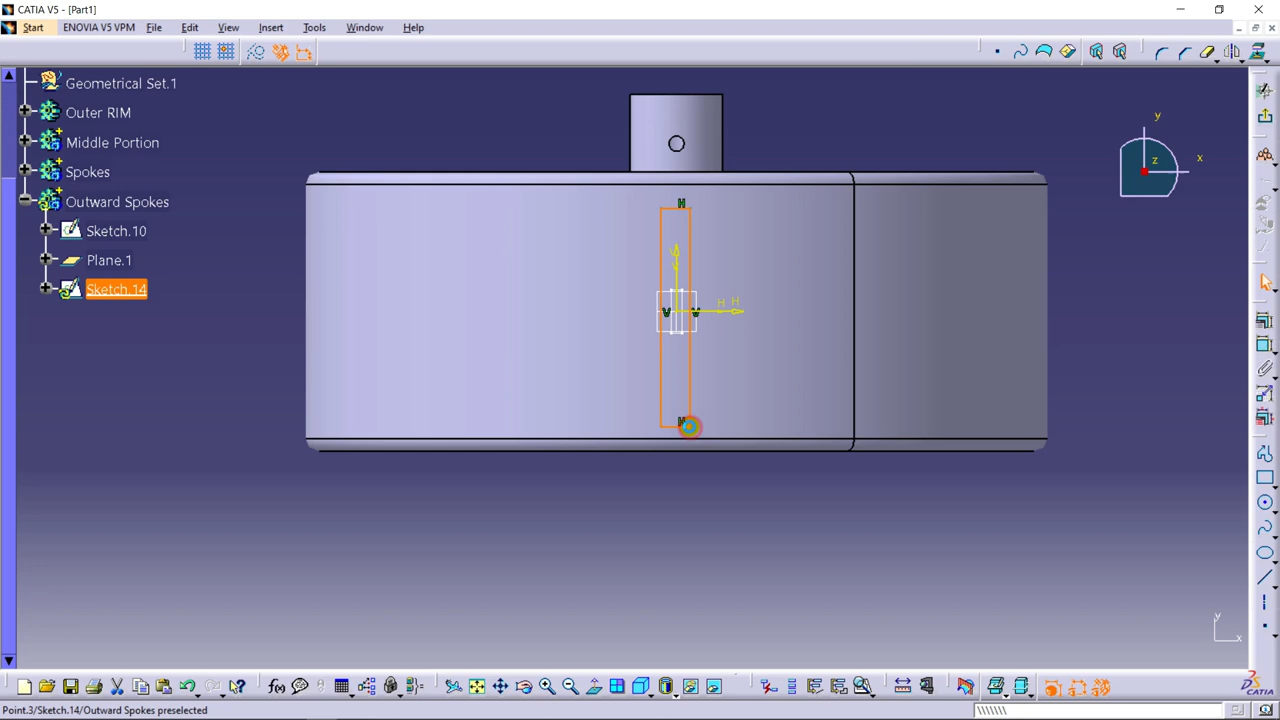 CATIA V5 - [Part1]
Start ENOVIA V5 VPM File Edit View Insert Tools Window Help
Geometrical Set.1
Outer RIM
Middle Portion
Spokes
Outward Spokes
Sketch.10
Plane.1
Sketch.14
y
x
z
H
V
H H
V V
H
y
x
f(x)
CATIA
Point.3/Sketch.14/Outward Spokes preselected
\\\\\\\